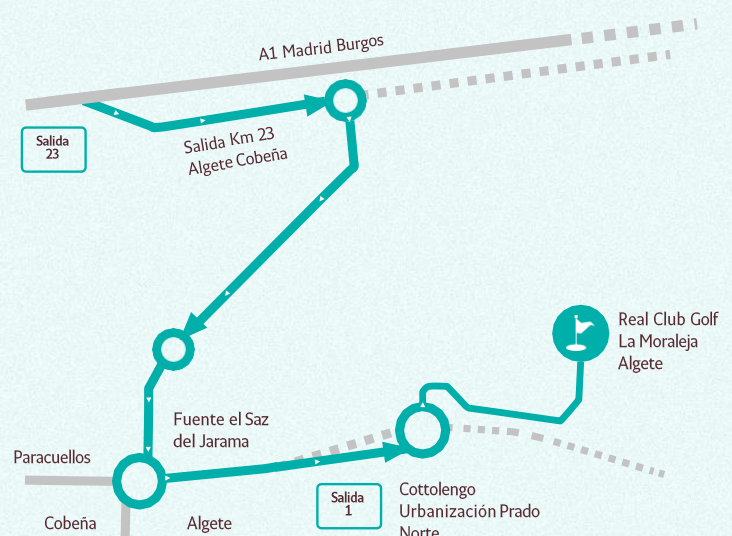 A1 Madrid Burgos
Salida
23
Salida Km 23
Algete Cobeña
Real Club Golf
La Moraleja
Algete
Fuente el Saz
del Jarama
Paracuellos
Salida
1
Cottolengo
Urbanización Prado
Norte
Cobeña
Algete